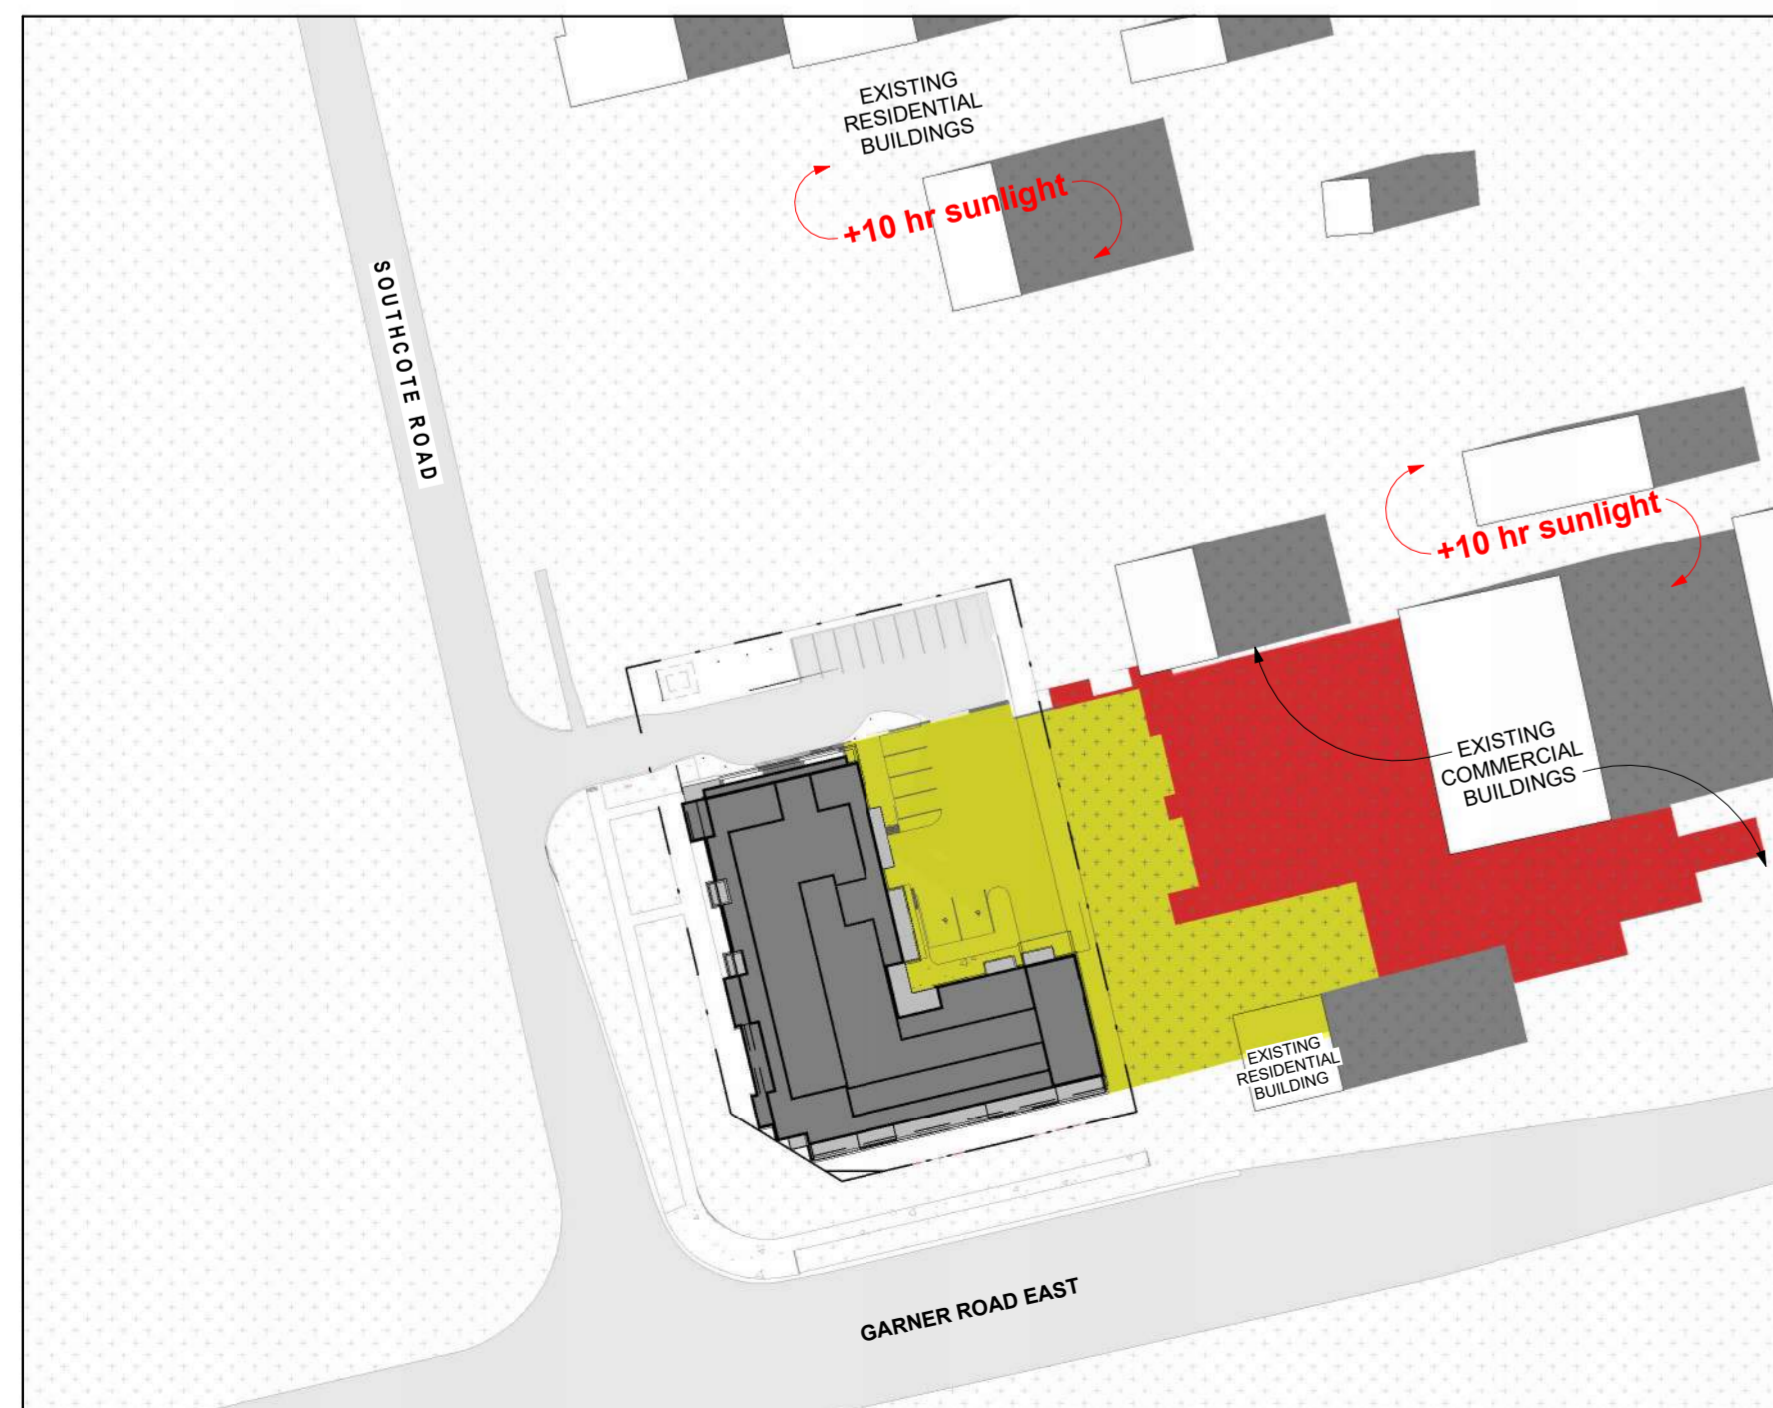 EXISTING
RESIDENTIAL
BUILDINGS
+10 hr sunlight
SOUTHCOTE ROAD
+10 hr sunlight
EXISTING
COMMERCIAL
BUILDINGS
EXISTING
RESIDENTIAL
BUILDING
GARNER ROAD EAST